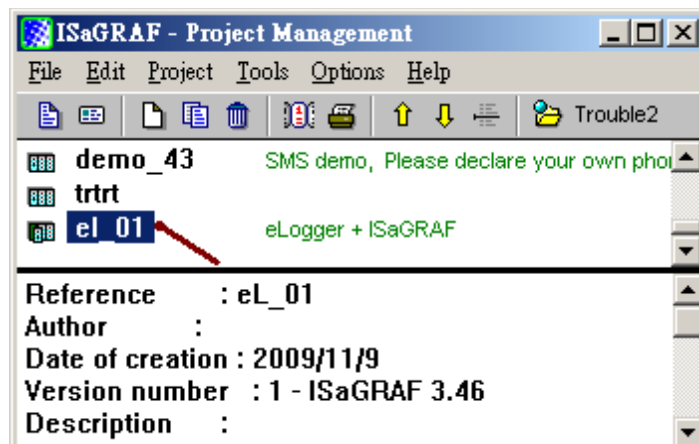 ISaGRAF - Project Management
File Edit Project Tools Options Help
Trouble2
demo_43 SMS demo, Please declare your own
trtrt
el_01 eLogger + ISaGRAF
Reference : eL_01
Author :
Date of creation : 2009/11/9
Version number : 1 - ISaGRAF 3.46
Description :